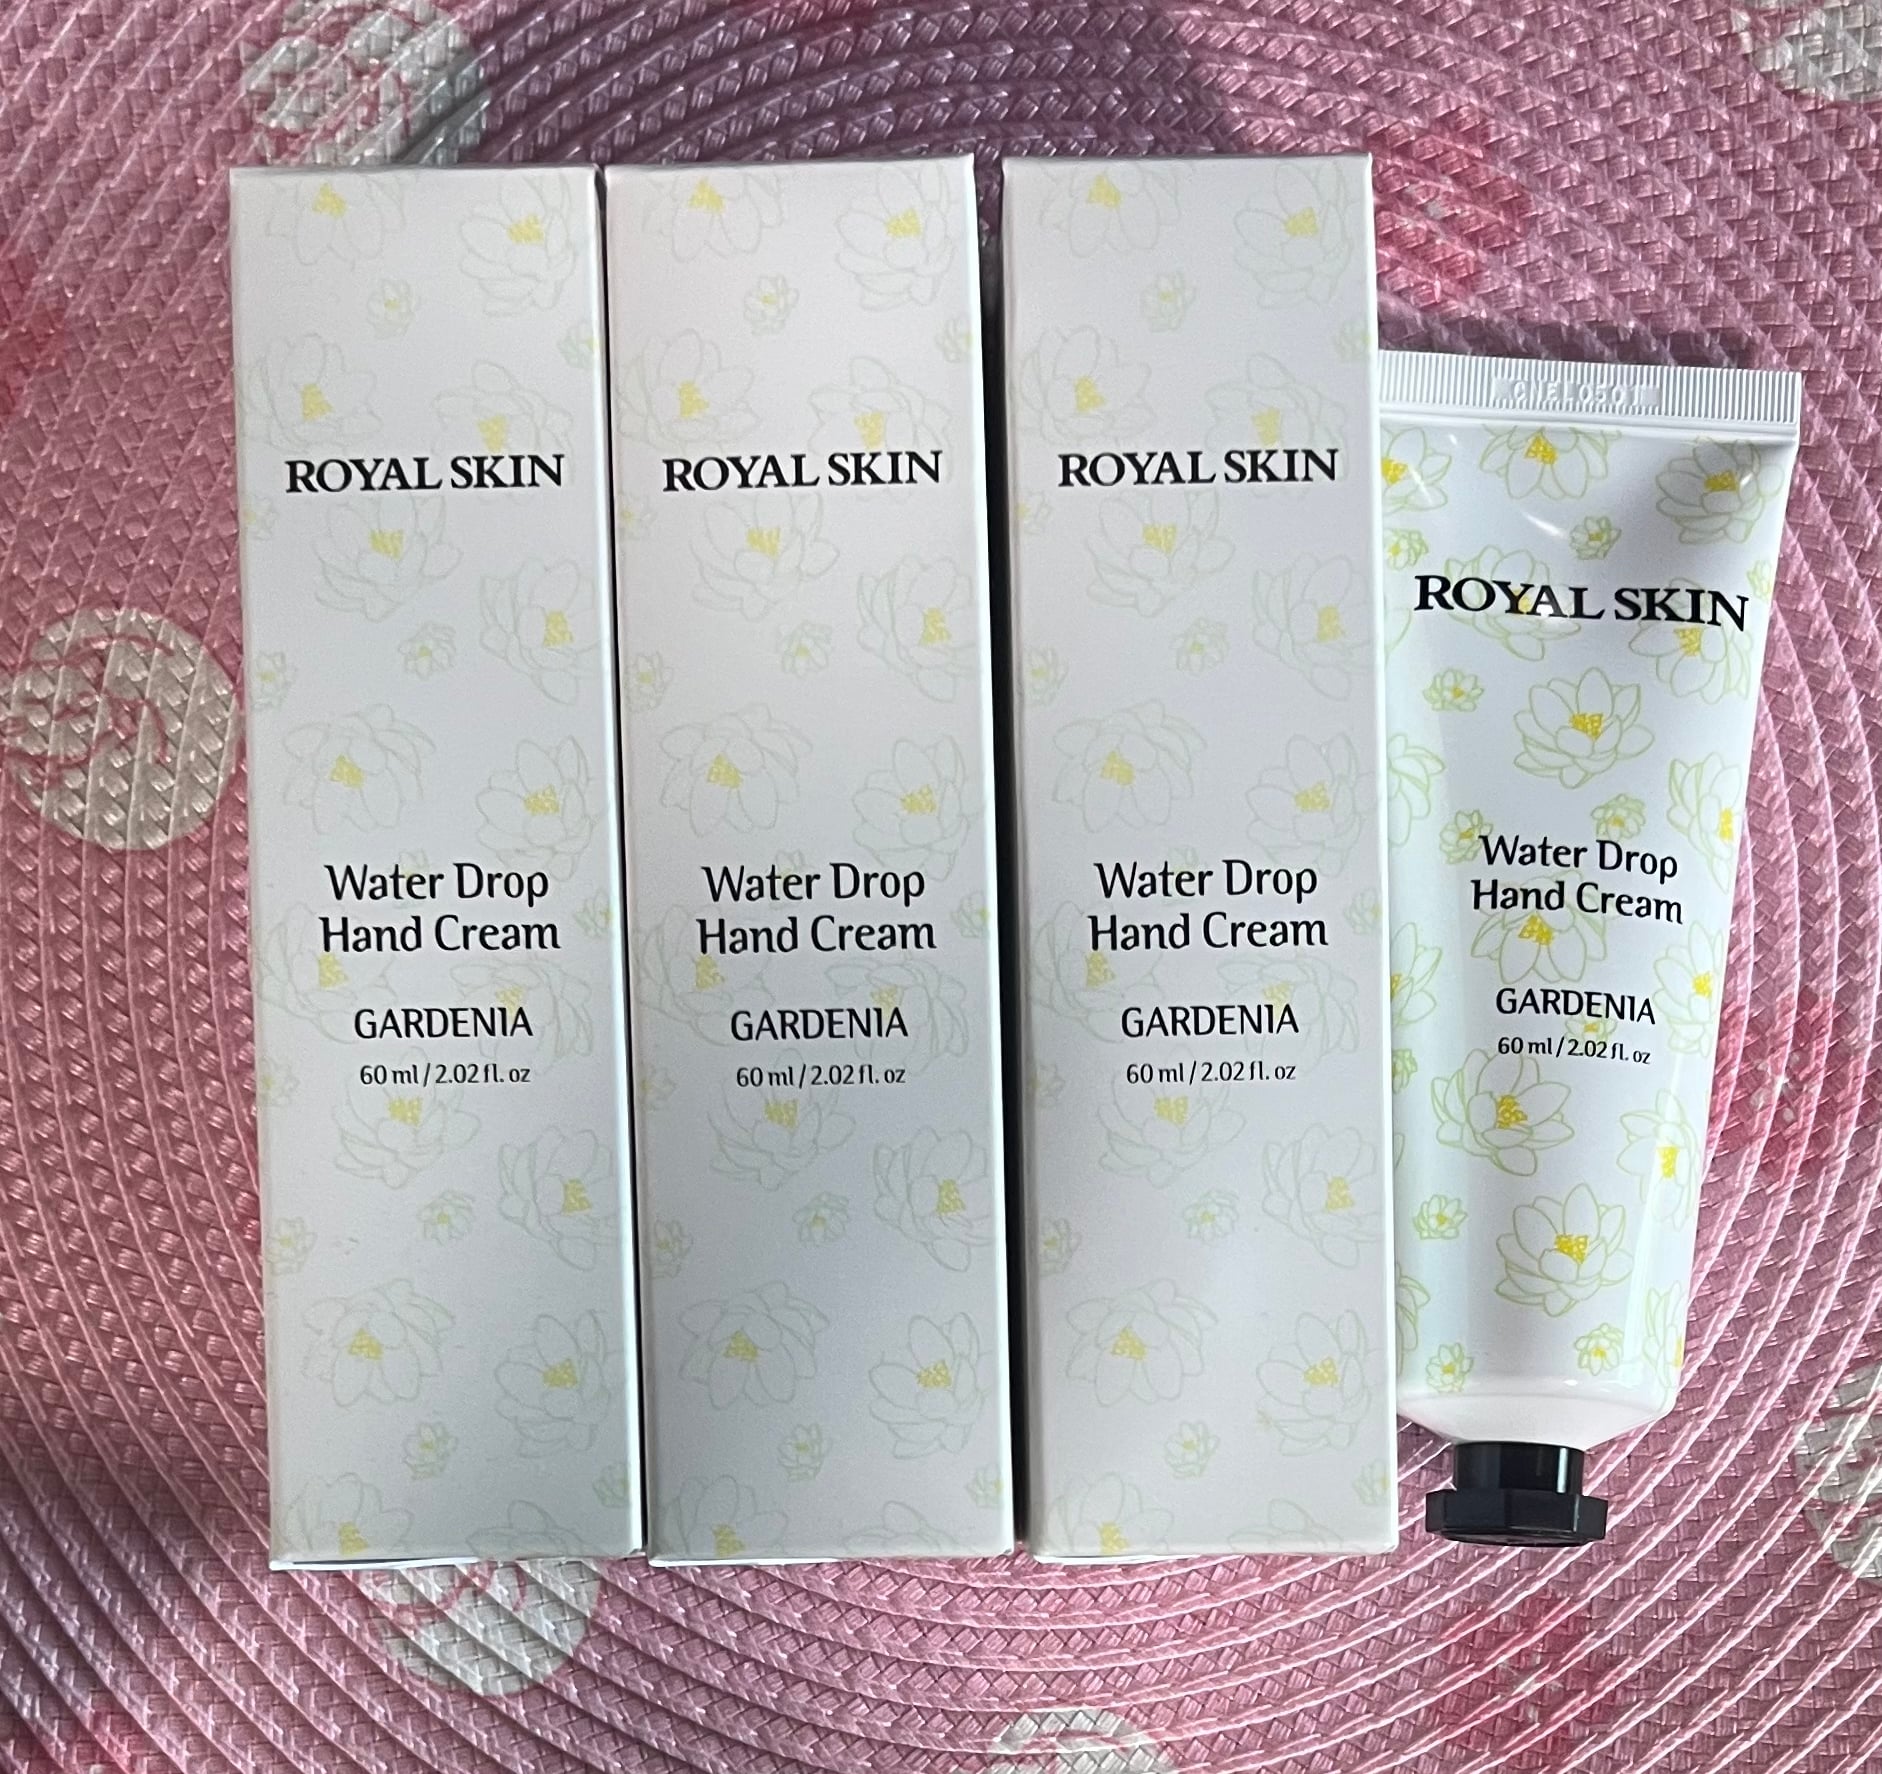 ROYAL SKIN
Water Drop
Hand Cream
GARDENIA
60 ml / 2.02 fl. oz
ROYAL SKIN
Water Drop
Hand Cream
GARDENIA
60 ml / 2.02 fl. oz
ROYAL SKIN
Water Drop
Hand Cream
GARDENIA
60 ml / 2.02 fl. oz
ROYAL SKIN
Water Drop
Hand Cream
GARDENIA
60 ml / 2.02 fl. oz